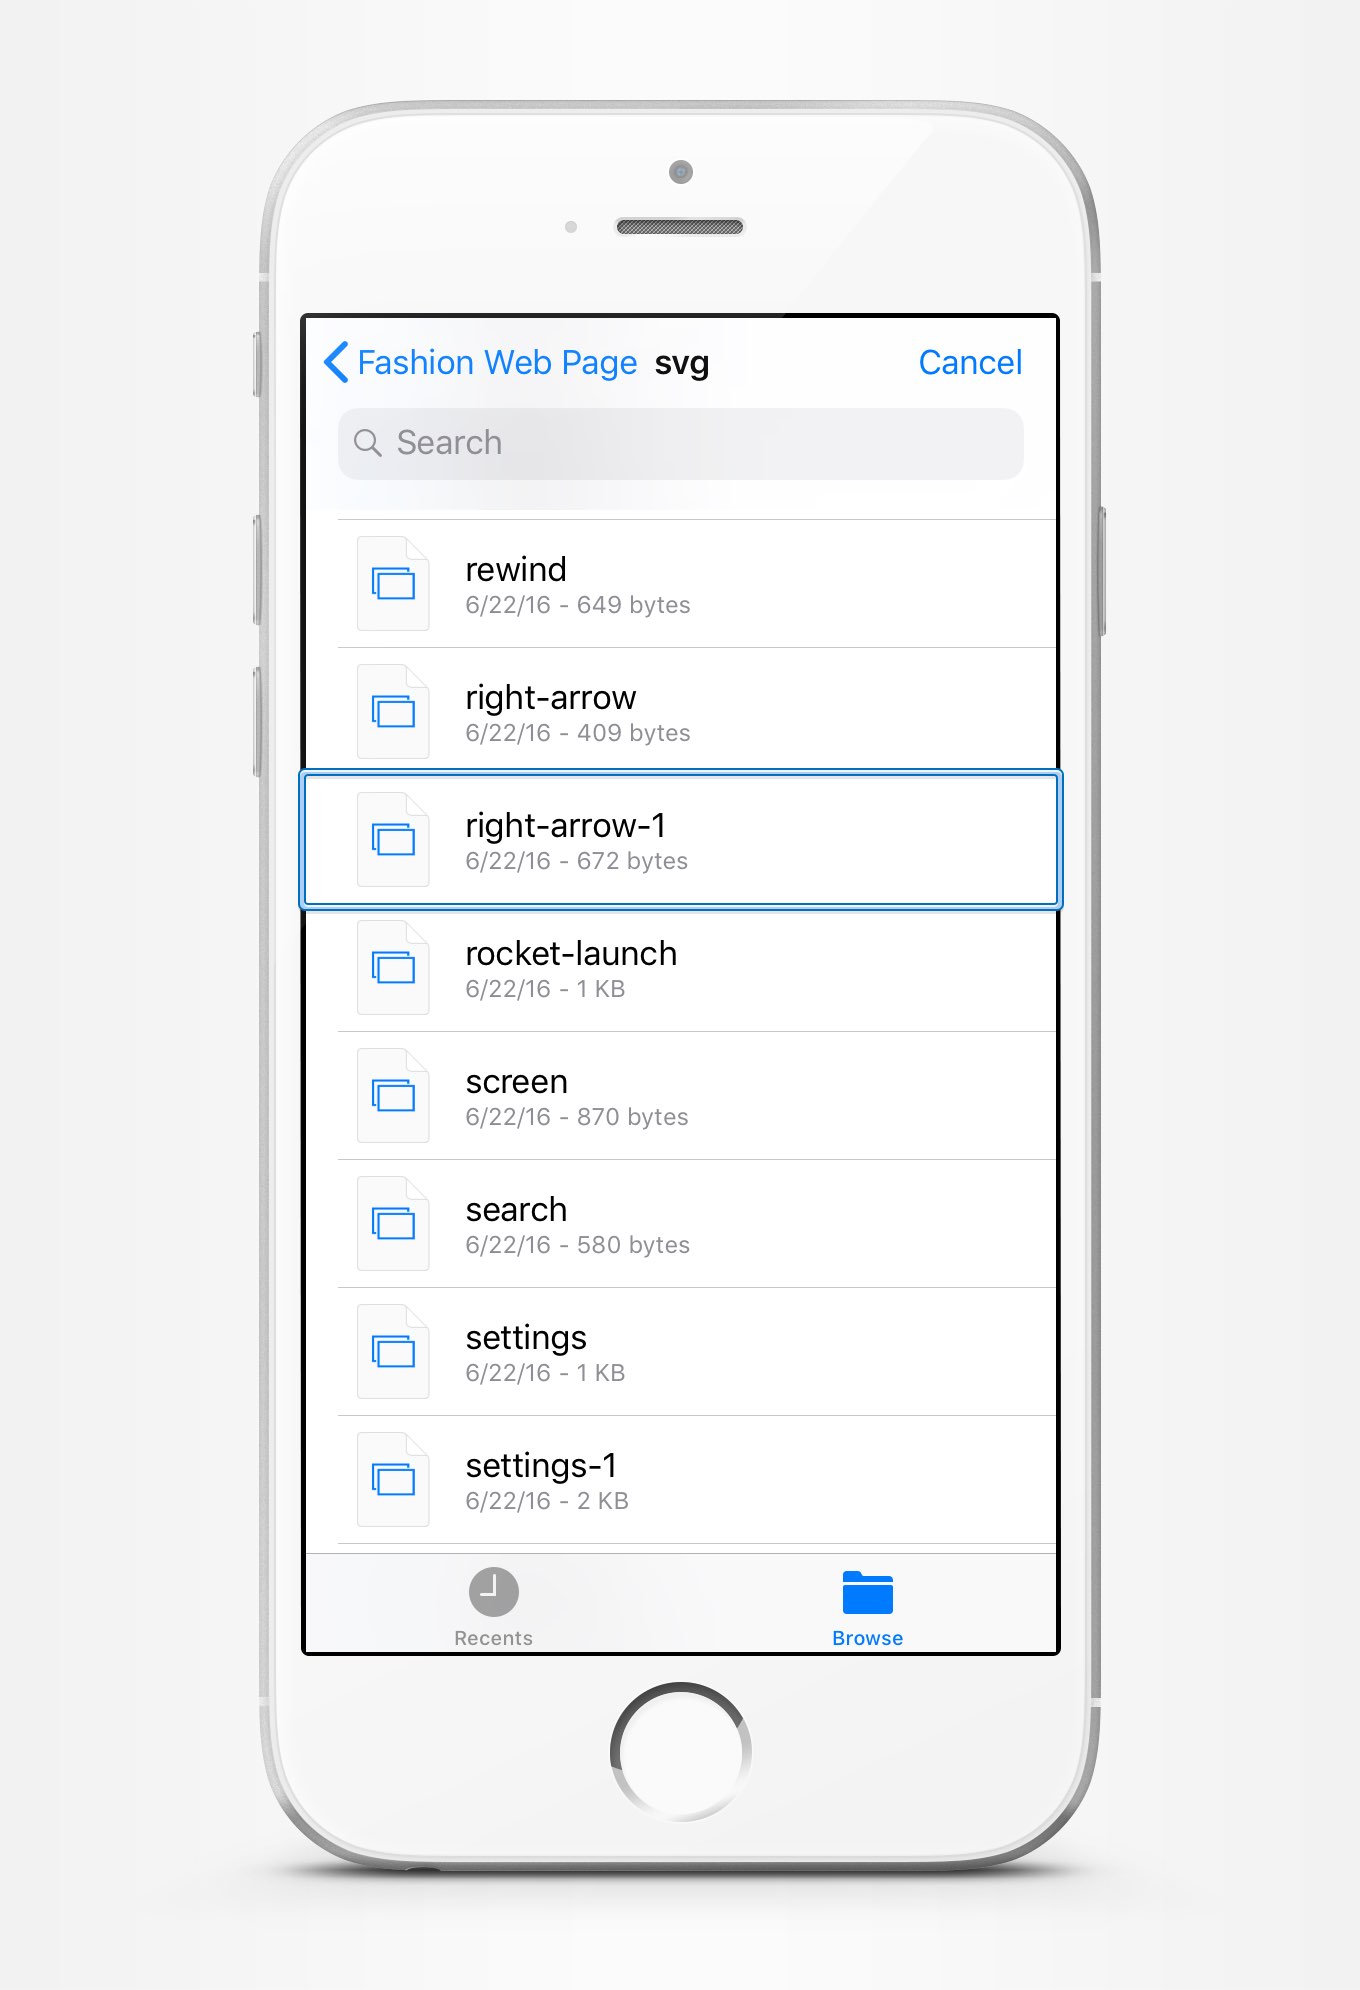 Fashion Web Page svg Cancel
Search
rewind
6/22/16 - 649 bytes
right-arrow
6/22/16 - 409 bytes
right-arrow-1
6/22/16 - 672 bytes
rocket-launch
6/22/16 - 1 KB
screen
6/22/16 - 870 bytes
search
6/22/16 - 580 bytes
settings
6/22/16 - 1 KB
settings-1
6/22/16 - 2 KB
Recents Browse